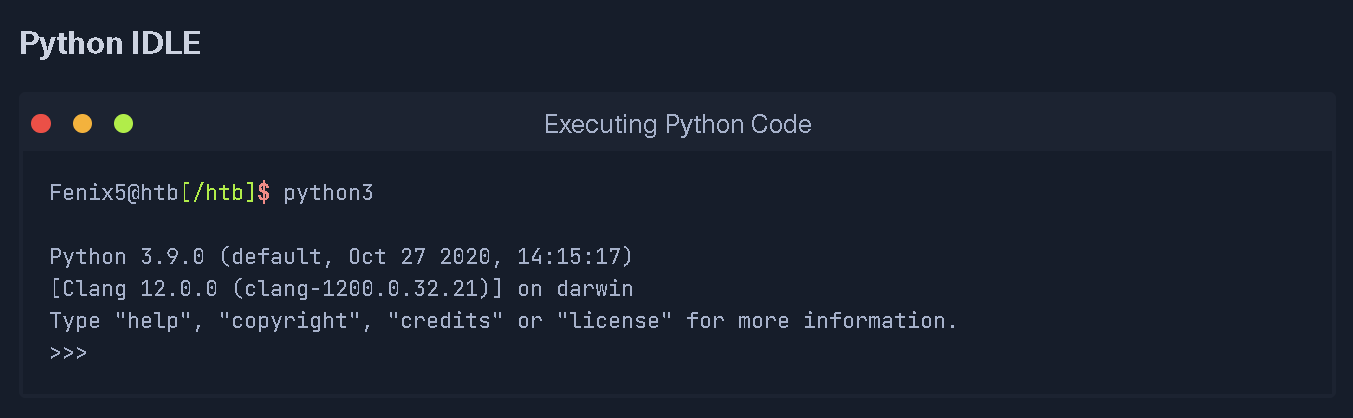 Python IDLE
Executing Python Code
Fenix5@htb[/htb]$ python3
Python 3.9.0 (default, Oct 27 2020, 14:15:17)
[Clang 12.0.0 (clang-1200.0.32.21)] on darwin
Type "help", "copyright", "credits" or "license" for more information.
>>>